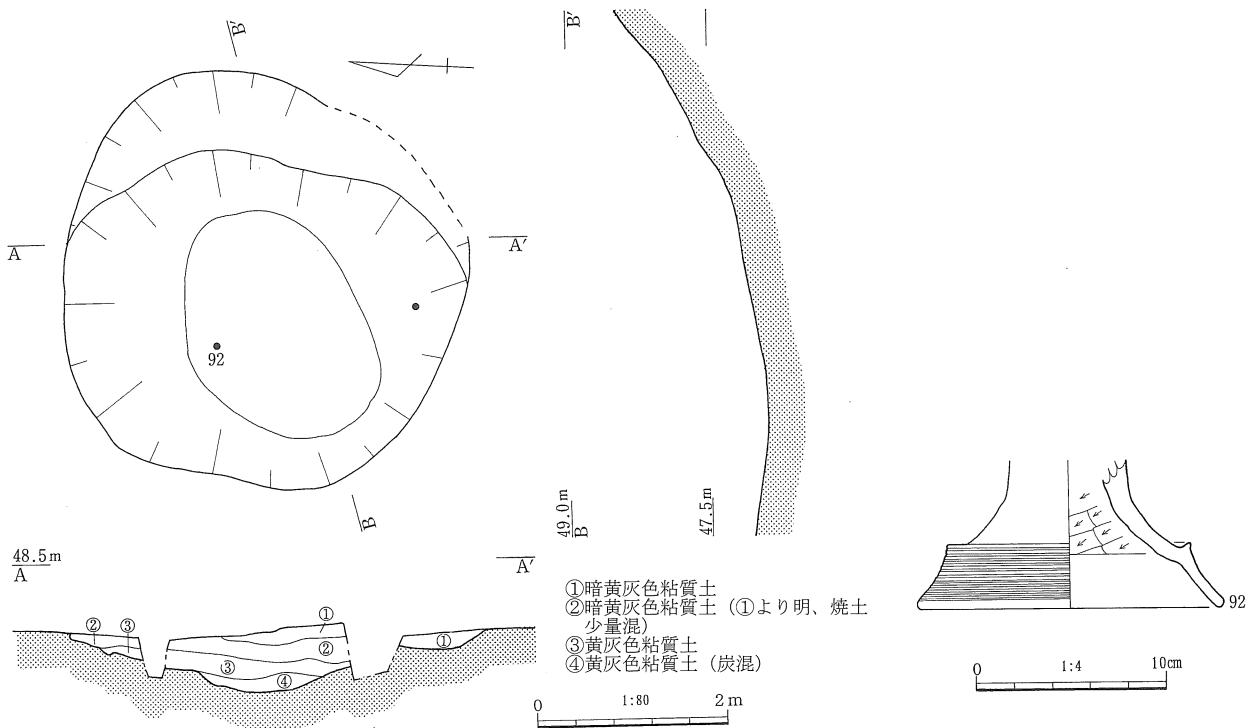 B′
A
A′
92
B
48.5m
A
A′
①
②
③
②
③
④
①
B′
49.0m
B
47.5m
①暗黄灰色粘質土
②暗黄灰色粘質土（①より明、焼土
少量混）
③黄灰色粘質土
④黄灰色粘質土（炭混）
0 1:80 2m
92
0 1:4 10cm